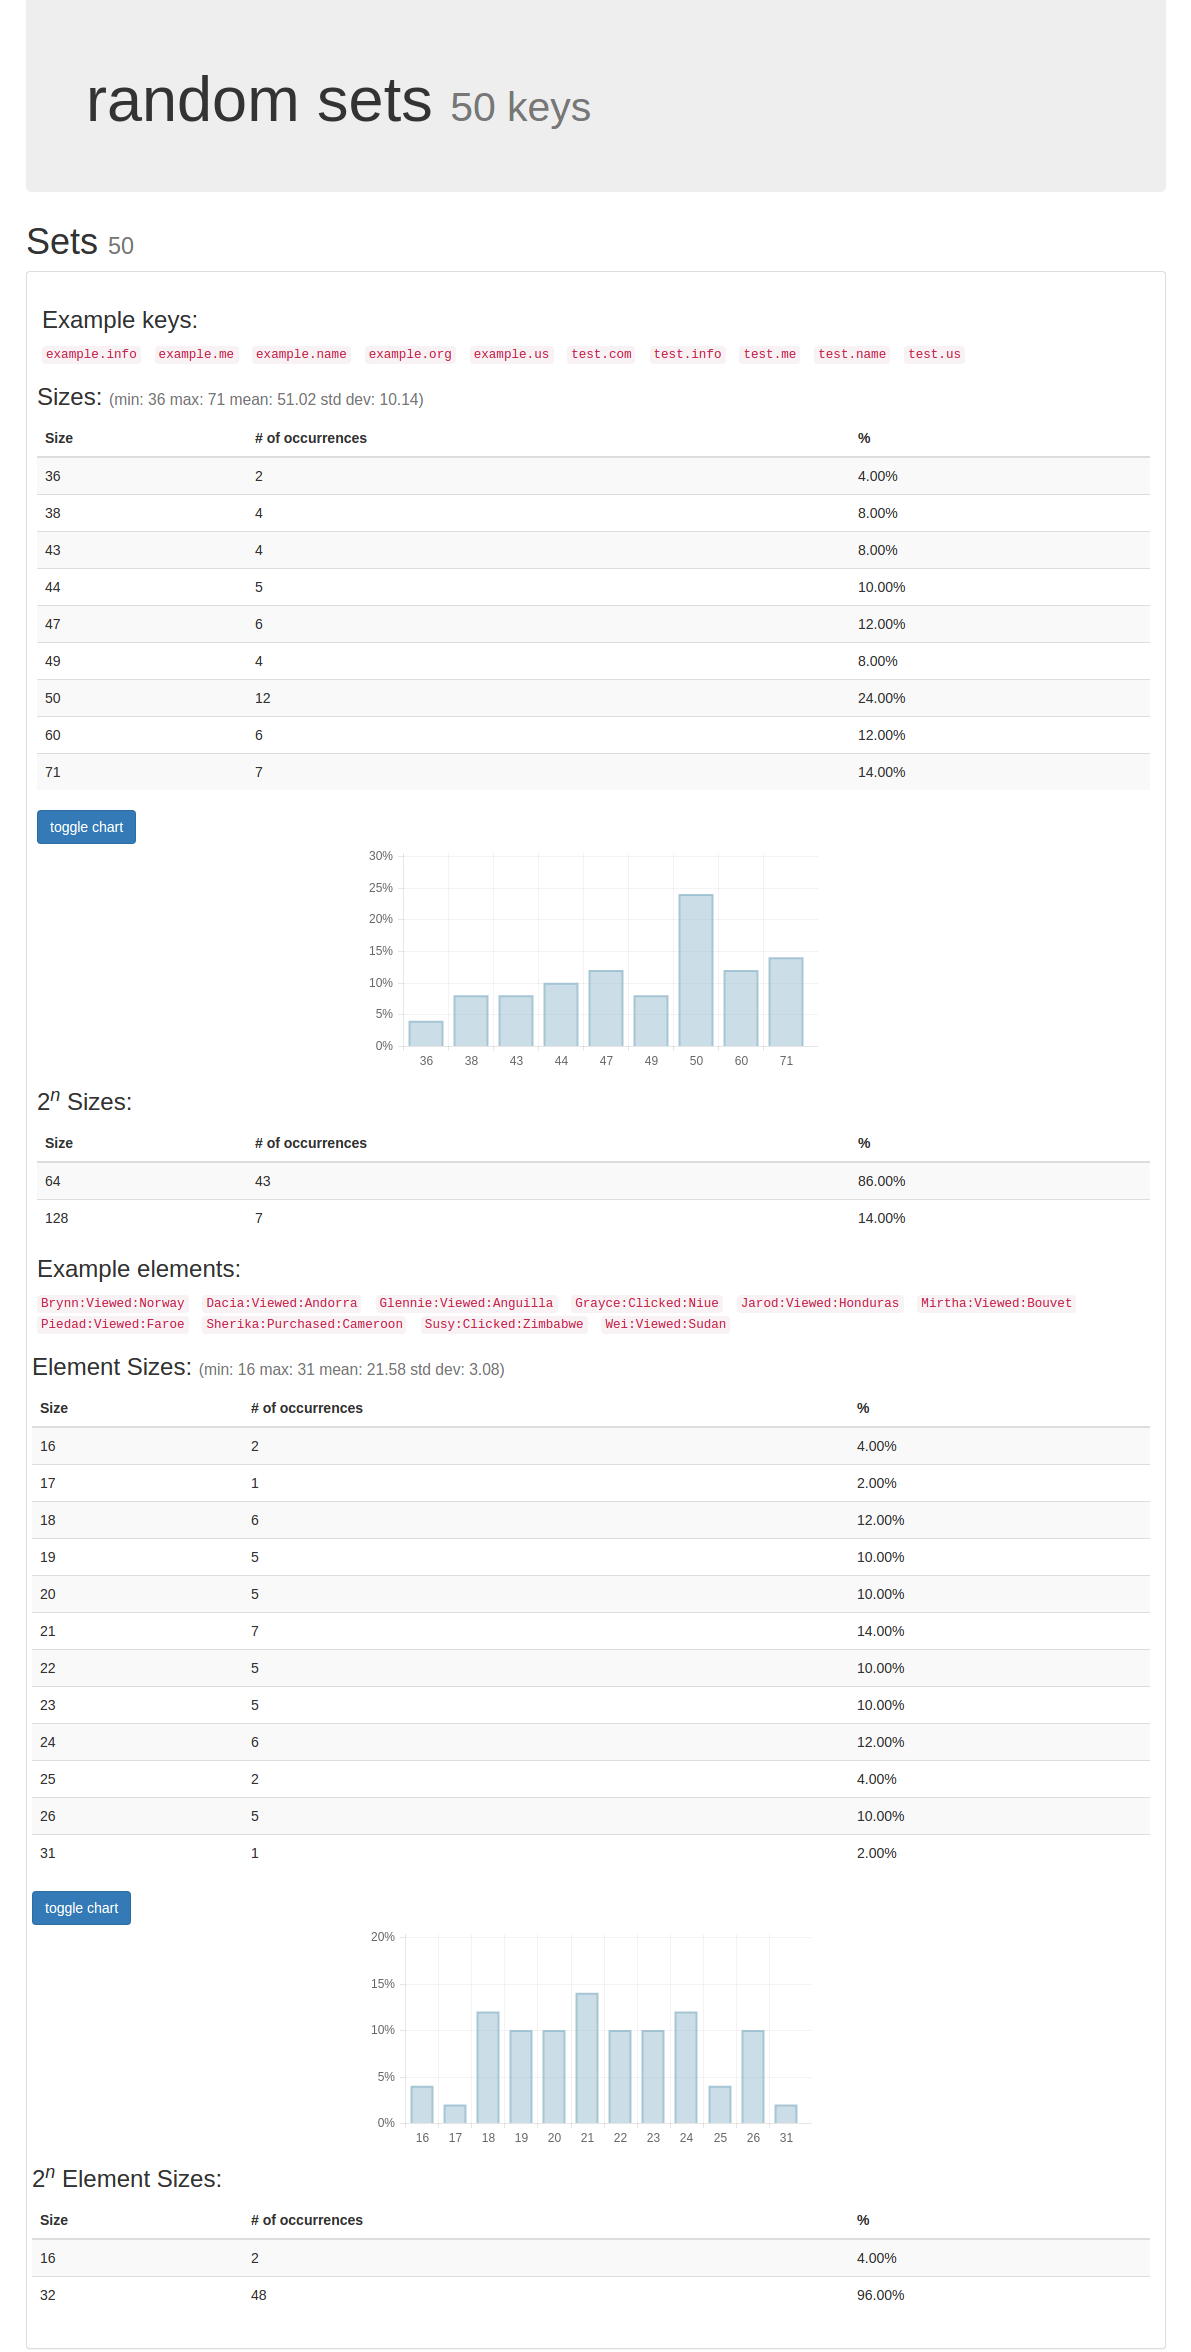 random sets 50 keys
Sets 50
Example keys:
example.info example.me example.name example.org example.us test.com test.info test.me test.name test.us
Sizes: (min: 36 max: 71 mean: 51.02 std dev: 10.14)
Size # of occurrences %
36 2 4.00%
38 4 8.00%
43 4 8.00%
44 5 10.00%
47 6 12.00%
49 4 8.00%
50 12 24.00%
60 6 12.00%
71 7 14.00%
toggle chart
30%
25%
20%
15%
10%
5%
0%
36 38 43 44 47 49 50 60 71
2ⁿ Sizes:
Size # of occurrences %
64 43 86.00%
128 7 14.00%
Example elements:
Brynn:Viewed:Norway Dacia:Viewed:Andorra Glennie:Viewed:Anguilla Grayce:Clicked:Niue Jarod:Viewed:Honduras Mirtha:Viewed:Bouvet
Piedad:Viewed:Faroe Sherika:Purchased:Cameroon Susy:Clicked:Zimbabwe Wei:Viewed:Sudan
Element Sizes: (min: 16 max: 31 mean: 21.58 std dev: 3.08)
Size # of occurrences %
16 2 4.00%
17 1 2.00%
18 6 12.00%
19 5 10.00%
20 5 10.00%
21 7 14.00%
22 5 10.00%
23 5 10.00%
24 6 12.00%
25 2 4.00%
26 5 10.00%
31 1 2.00%
toggle chart
20%
15%
10%
5%
0%
16 17 18 19 20 21 22 23 24 25 26 31
2ⁿ Element Sizes:
Size # of occurrences %
16 2 4.00%
32 48 96.00%